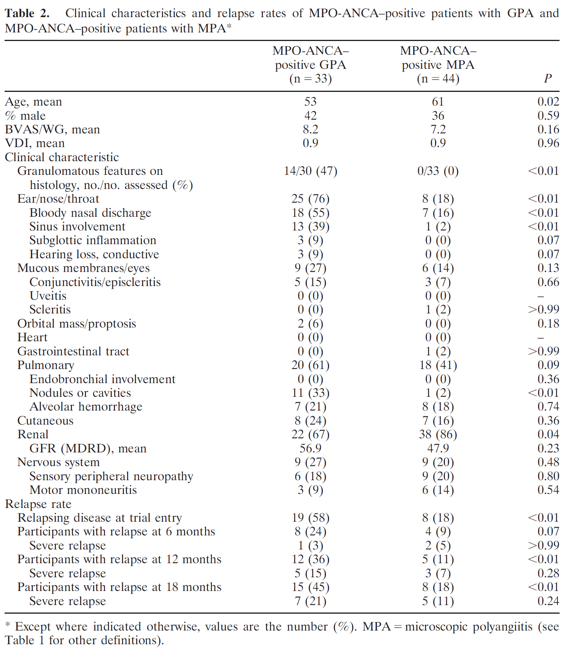 Table 2. Clinical characteristics and relapse rates of MPO-ANCA–positive patients with GPA and
MPO-ANCA–positive patients with MPA*
MPO-ANCA– MPO-ANCA–
positive GPA positive MPA
(n = 33) (n = 44) P
Age, mean 53 61 0.02
% male 42 36 0.59
BVAS/WG, mean 8.2 7.2 0.16
VDI, mean 0.9 0.9 0.96
Clinical characteristic
Granulomatous features on 14/30 (47) 0/33 (0) <0.01
histology, no./no. assessed (%)
Ear/nose/throat 25 (76) 8 (18) <0.01
Bloody nasal discharge 18 (55) 7 (16) <0.01
Sinus involvement 13 (39) 1 (2) <0.01
Subglottic inflammation 3 (9) 0 (0) 0.07
Hearing loss, conductive 3 (9) 0 (0) 0.07
Mucous membranes/eyes 9 (27) 6 (14) 0.13
Conjunctivitis/episcleritis 5 (15) 3 (7) 0.66
Uveitis 0 (0) 0 (0) –
Scleritis 0 (0) 1 (2) >0.99
Orbital mass/proptosis 2 (6) 0 (0) 0.18
Heart 0 (0) 0 (0) –
Gastrointestinal tract 0 (0) 1 (2) >0.99
Pulmonary 20 (61) 18 (41) 0.09
Endobronchial involvement 0 (0) 0 (0) 0.36
Nodules or cavities 11 (33) 1 (2) <0.01
Alveolar hemorrhage 7 (21) 8 (18) 0.74
Cutaneous 8 (24) 7 (16) 0.36
Renal 22 (67) 38 (86) 0.04
GFR (MDRD), mean 56.9 47.9 0.23
Nervous system 9 (27) 9 (20) 0.48
Sensory peripheral neuropathy 6 (18) 9 (20) 0.80
Motor mononeuritis 3 (9) 6 (14) 0.54
Relapse rate
Relapsing disease at trial entry 19 (58) 8 (18) <0.01
Participants with relapse at 6 months 8 (24) 4 (9) 0.07
Severe relapse 1 (3) 2 (5) >0.99
Participants with relapse at 12 months 12 (36) 5 (11) <0.01
Severe relapse 5 (15) 3 (7) 0.28
Participants with relapse at 18 months 15 (45) 8 (18) <0.01
Severe relapse 7 (21) 5 (11) 0.24
* Except where indicated otherwise, values are the number (%). MPA = microscopic polyangiitis (see
Table 1 for other definitions).